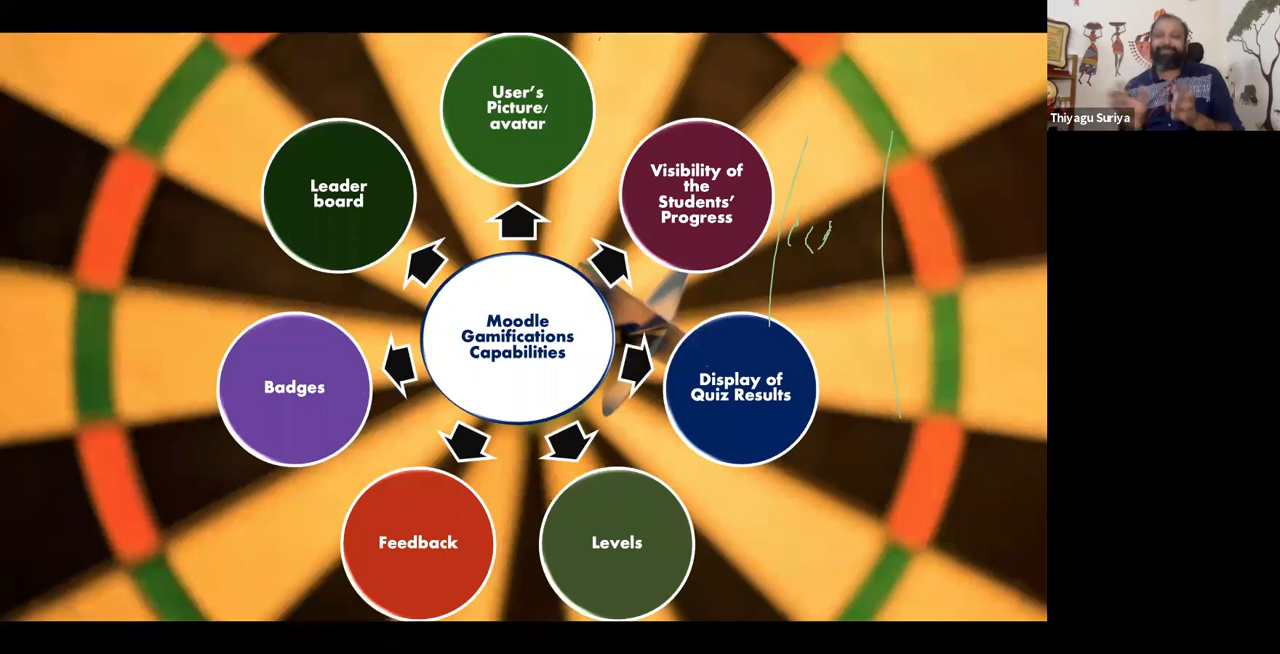 User's
Picture/
avatar
Visibility of
the
Students'
Progress
Display of
Quiz Results
Levels
Feedback
Badges
Leader
board
Moodle
Gamifications
Capabilities
Thiyagu Suriya